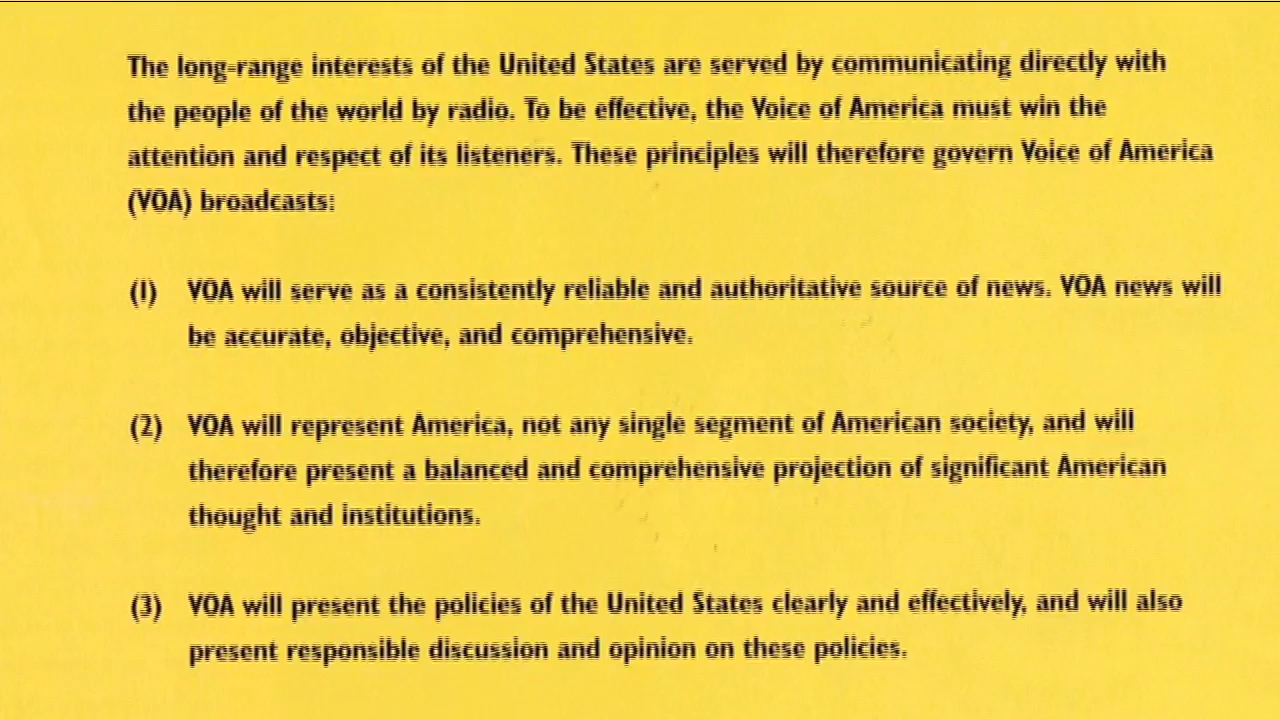 The long-range interests of the United States are served by communicating directly with
the people of the world by radio. To be effective, the Voice of America must win the
attention and respect of its listeners. These principles will therefore govern Voice of America
(VOA) broadcasts:
(1) VOA will serve as a consistently reliable and authoritative source of news. VOA news will
be accurate, objective, and comprehensive.
(2) VOA will represent America, not any single segment of American society, and will
therefore present a balanced and comprehensive projection of significant American
thought and institutions.
(3) VOA will present the policies of the United States clearly and effectively, and will also
present responsible discussion and opinion on these policies.